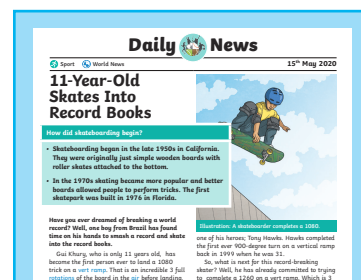 Daily News
Sport World News 15th May 2020
11-Year-Old
Skates Into
Record Books
How did skateboarding begin?
• Skateboarding began in the late 1950s in California.
They were originally just simple wooden boards with
roller skates attached to the bottom.
• In the 1970s skating became more popular and better
boards allowed people to perform tricks. The first
skatepark was built in 1976 in Florida.
Have you ever dreamed of breaking a world
record? Well, one boy from Brazil has found
time on his hands to smash a record and skate
into the record books.
Gui Khury, who is only 11 years old, has
become the first person ever to land a 1080
trick on a vert ramp. That is an incredible 3 full
rotations of the board in the air before landing.
Illustration: A skateboarder completes a 1080.
one of his heroes; Tony Hawks. Hawks completed
the first ever 900-degree turn on a vertical ramp
back in 1999 when he was 31.
So, what is next for this record-breaking
skater? Well, he has already committed to trying
to complete a 1260 on a vert ramp. Which is 3